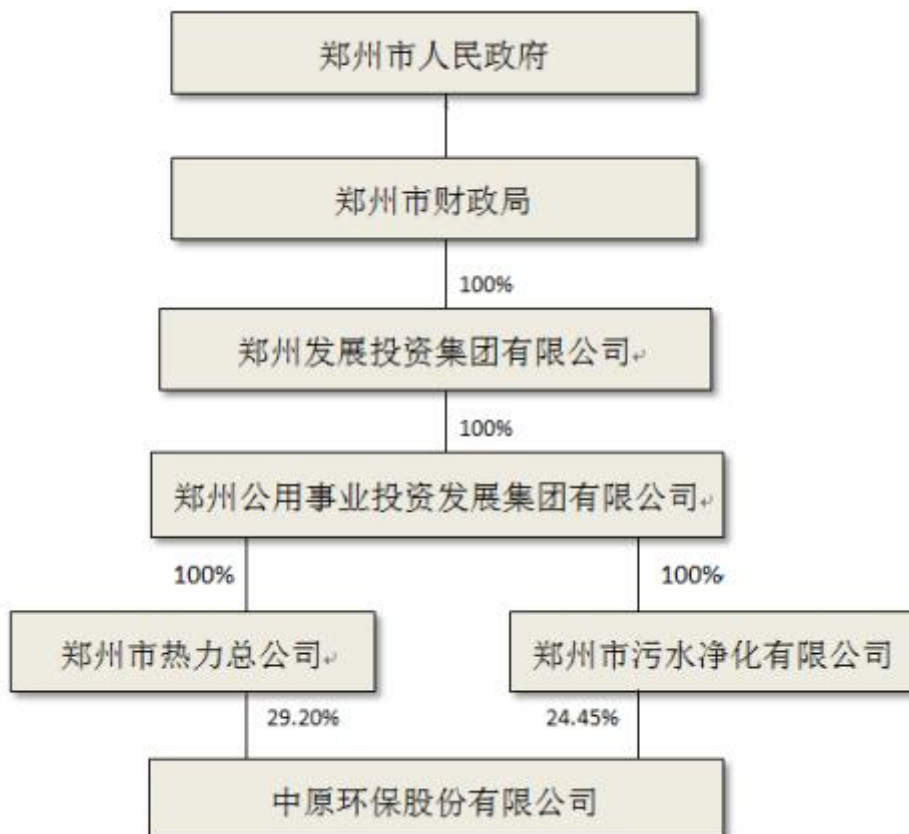 郑州市人民政府
郑州市财政局
100%
郑州发展投资集团有限公司
100%
郑州公用事业投资发展集团有限公司
100%
100%
郑州市热力总公司
郑州市污水净化有限公司
29.20%
24.45%
中原环保股份有限公司